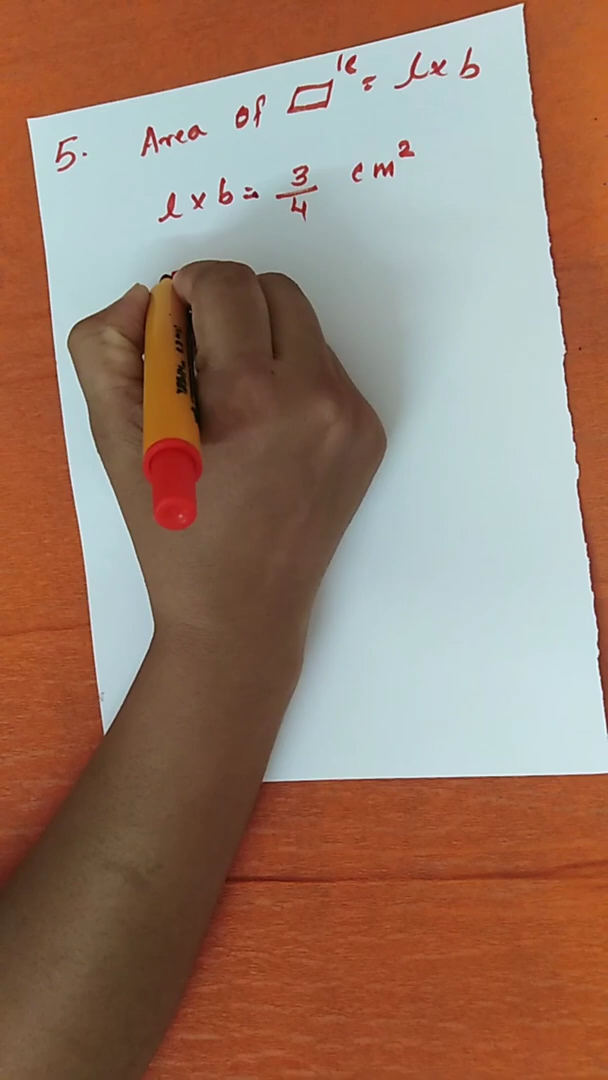 5. Area of ▭le = l×b
l×b = 3/4 cm²